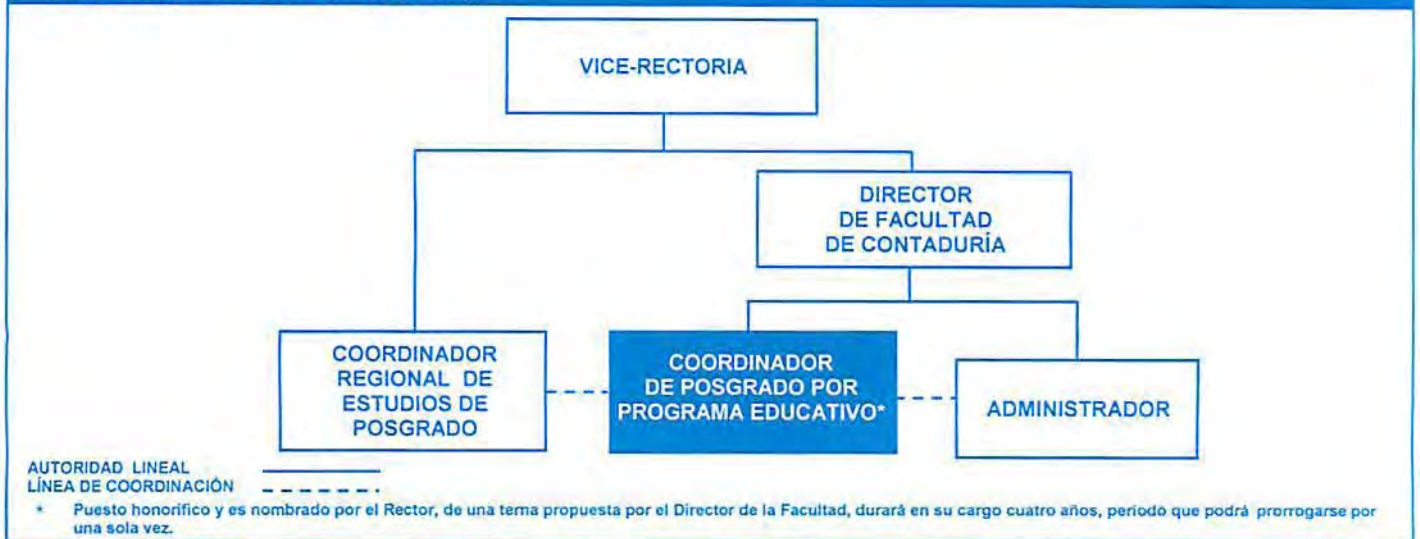 VICE-RECTORIA
DIRECTOR
DE FACULTAD
DE CONTADURÍA
COORDINADOR
REGIONAL DE
ESTUDIOS DE
POSGRADO
COORDINADOR
DE POSGRADO POR
PROGRAMA EDUCATIVO*
ADMINISTRADOR
AUTORIDAD LINEAL
LÍNEA DE COORDINACIÓN
* Puesto honorífico y es nombrado por el Rector, de una terna propuesta por el Director de la Facultad, durará en su cargo cuatro años, periodo que podrá prorrogarse por
una sola vez.